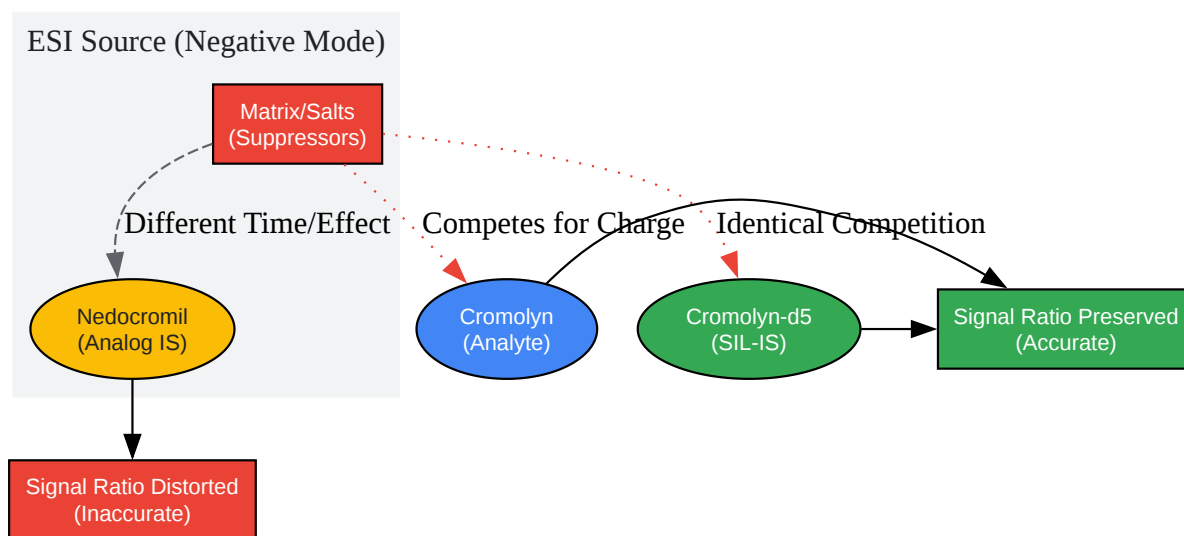 ESI Source (Negative Mode)
Matrix/Salts
(Suppressors)
Different Time/Effect
Competes for Charge
Identical Competition
Nedocromil
(Analog IS)
Cromolyn
(Analyte)
Cromolyn-d5
(SIL-IS)
Signal Ratio Preserved
(Accurate)
Signal Ratio Distorted
(Inaccurate)